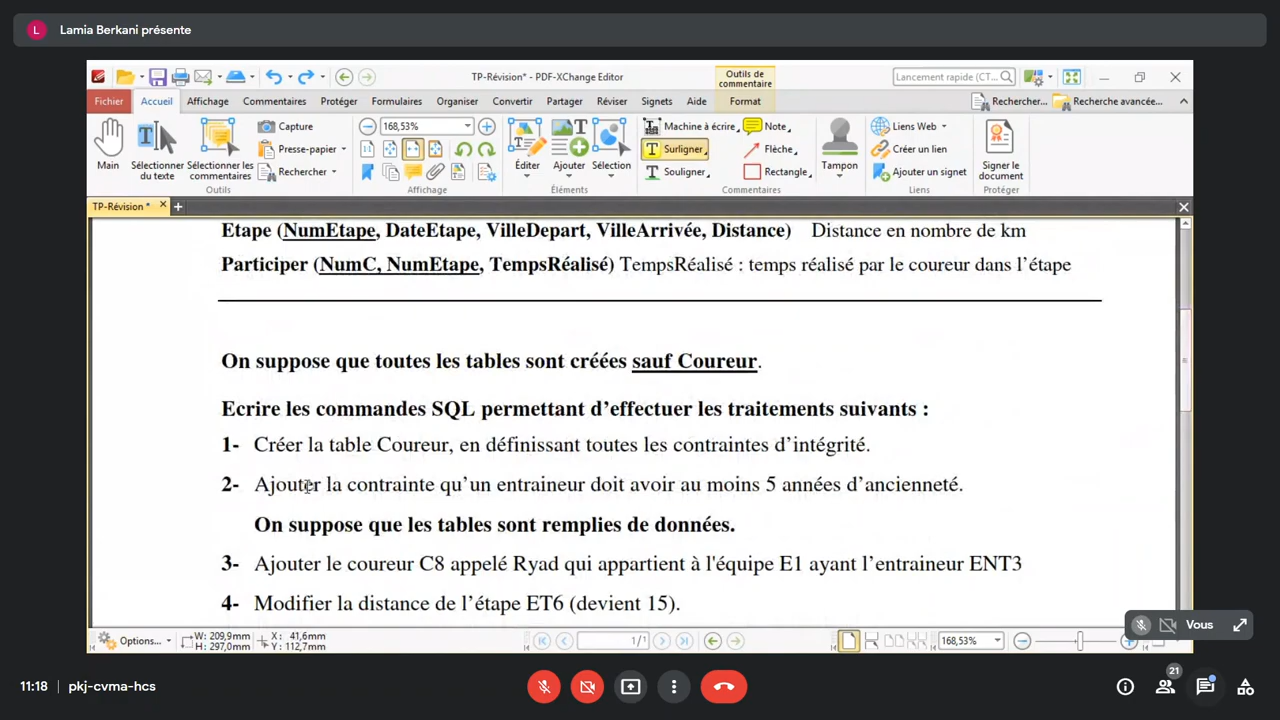 L Lamia Berkani présente
TP-Révision* - PDF-XChange Editor
Outils de commentaire
Lancement rapide (CT...
Fichier Accueil Affichage Commentaires Protéger Formulaires Organiser Convertir Partager Réviser Signets Aide Format Rechercher... Recherche avancée...
Capture 168,53% Machine à écrire Note Liens Web
Main Sélectionner du texte Sélectionner les commentaires Presse-papier Éditer Ajouter Sélection Surligner Flèche Tampon Créer un lien Signer le document
Rechercher Souligner Rectangle Ajouter un signet
Outils Affichage Éléments Commentaires Liens Protéger
TP-Révision * × +
Etape (NumEtape, DateEtape, VilleDepart, VilleArrivée, Distance) Distance en nombre de km
Participer (NumC, NumEtape, TempsRéalisé) TempsRéalisé : temps réalisé par le coureur dans l’étape
On suppose que toutes les tables sont créées sauf Coureur.
Ecrire les commandes SQL permettant d’effectuer les traitements suivants :
1- Créer la table Coureur, en définissant toutes les contraintes d’intégrité.
2- Ajouter la contrainte qu’un entraineur doit avoir au moins 5 années d’ancienneté.
On suppose que les tables sont remplies de données.
3- Ajouter le coureur C8 appelé Ryad qui appartient à l'équipe E1 ayant l’entraineur ENT3
4- Modifier la distance de l’étape ET6 (devient 15).
Vous
Options... W: 209,9mm H: 297,0mm X: 41,6mm Y: 112,7mm 1/1 168,53%
11:18 pkj-cvma-hcs 21